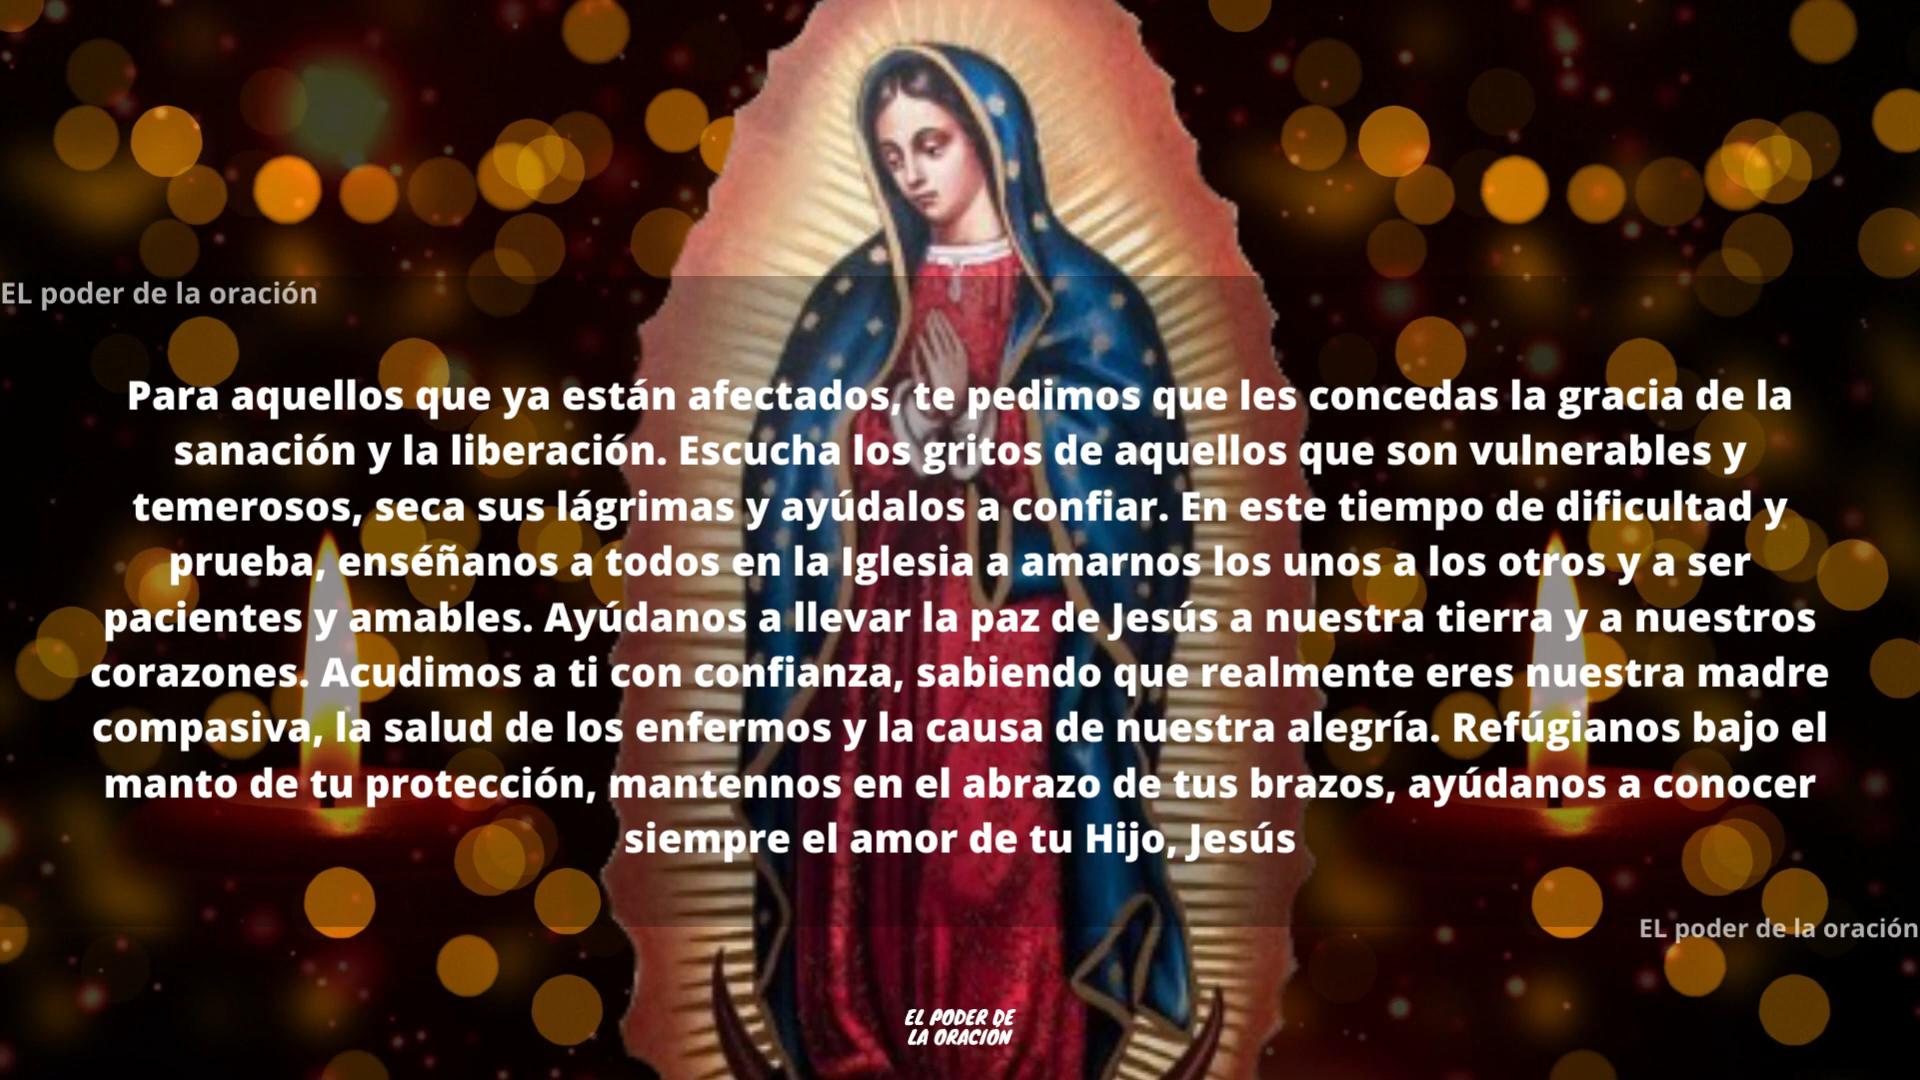 EL poder de la oración
Para aquellos que ya están afectados, te pedimos que les concedas la gracia de la
sanación y la liberación. Escucha los gritos de aquellos que son vulnerables y
temerosos, seca sus lágrimas y ayúdalos a confiar. En este tiempo de dificultad y
prueba, enséñanos a todos en la Iglesia a amarnos los unos a los otros y a ser
pacientes y amables. Ayúdanos a llevar la paz de Jesús a nuestra tierra y a nuestros
corazones. Acudimos a ti con confianza, sabiendo que realmente eres nuestra madre
compasiva, la salud de los enfermos y la causa de nuestra alegría. Refúgianos bajo el
manto de tu protección, mantennos en el abrazo de tus brazos, ayúdanos a conocer
siempre el amor de tu Hijo, Jesús
EL poder de la oración
EL PODER DE
LA ORACIÓN